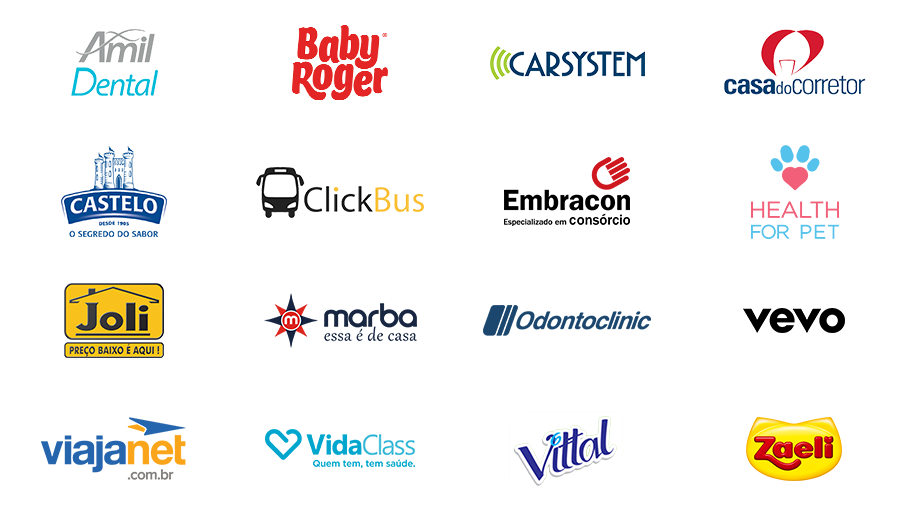 Amil
Dental
Baby
Roger
CARSYSTEM
casadocorretor
CASTELO
DESDE 1905
O SEGREDO DO SABOR
ClickBus
Embracon
Especializado em consórcio
HEALTH
FOR PET
Joli
PREÇO BAIXO É AQUI !
m
marba
essa é de casa
Odontoclinic
vevo
viajanet
.com.br
VidaClass
Quem tem, tem saúde.
Vittal
Zaeli